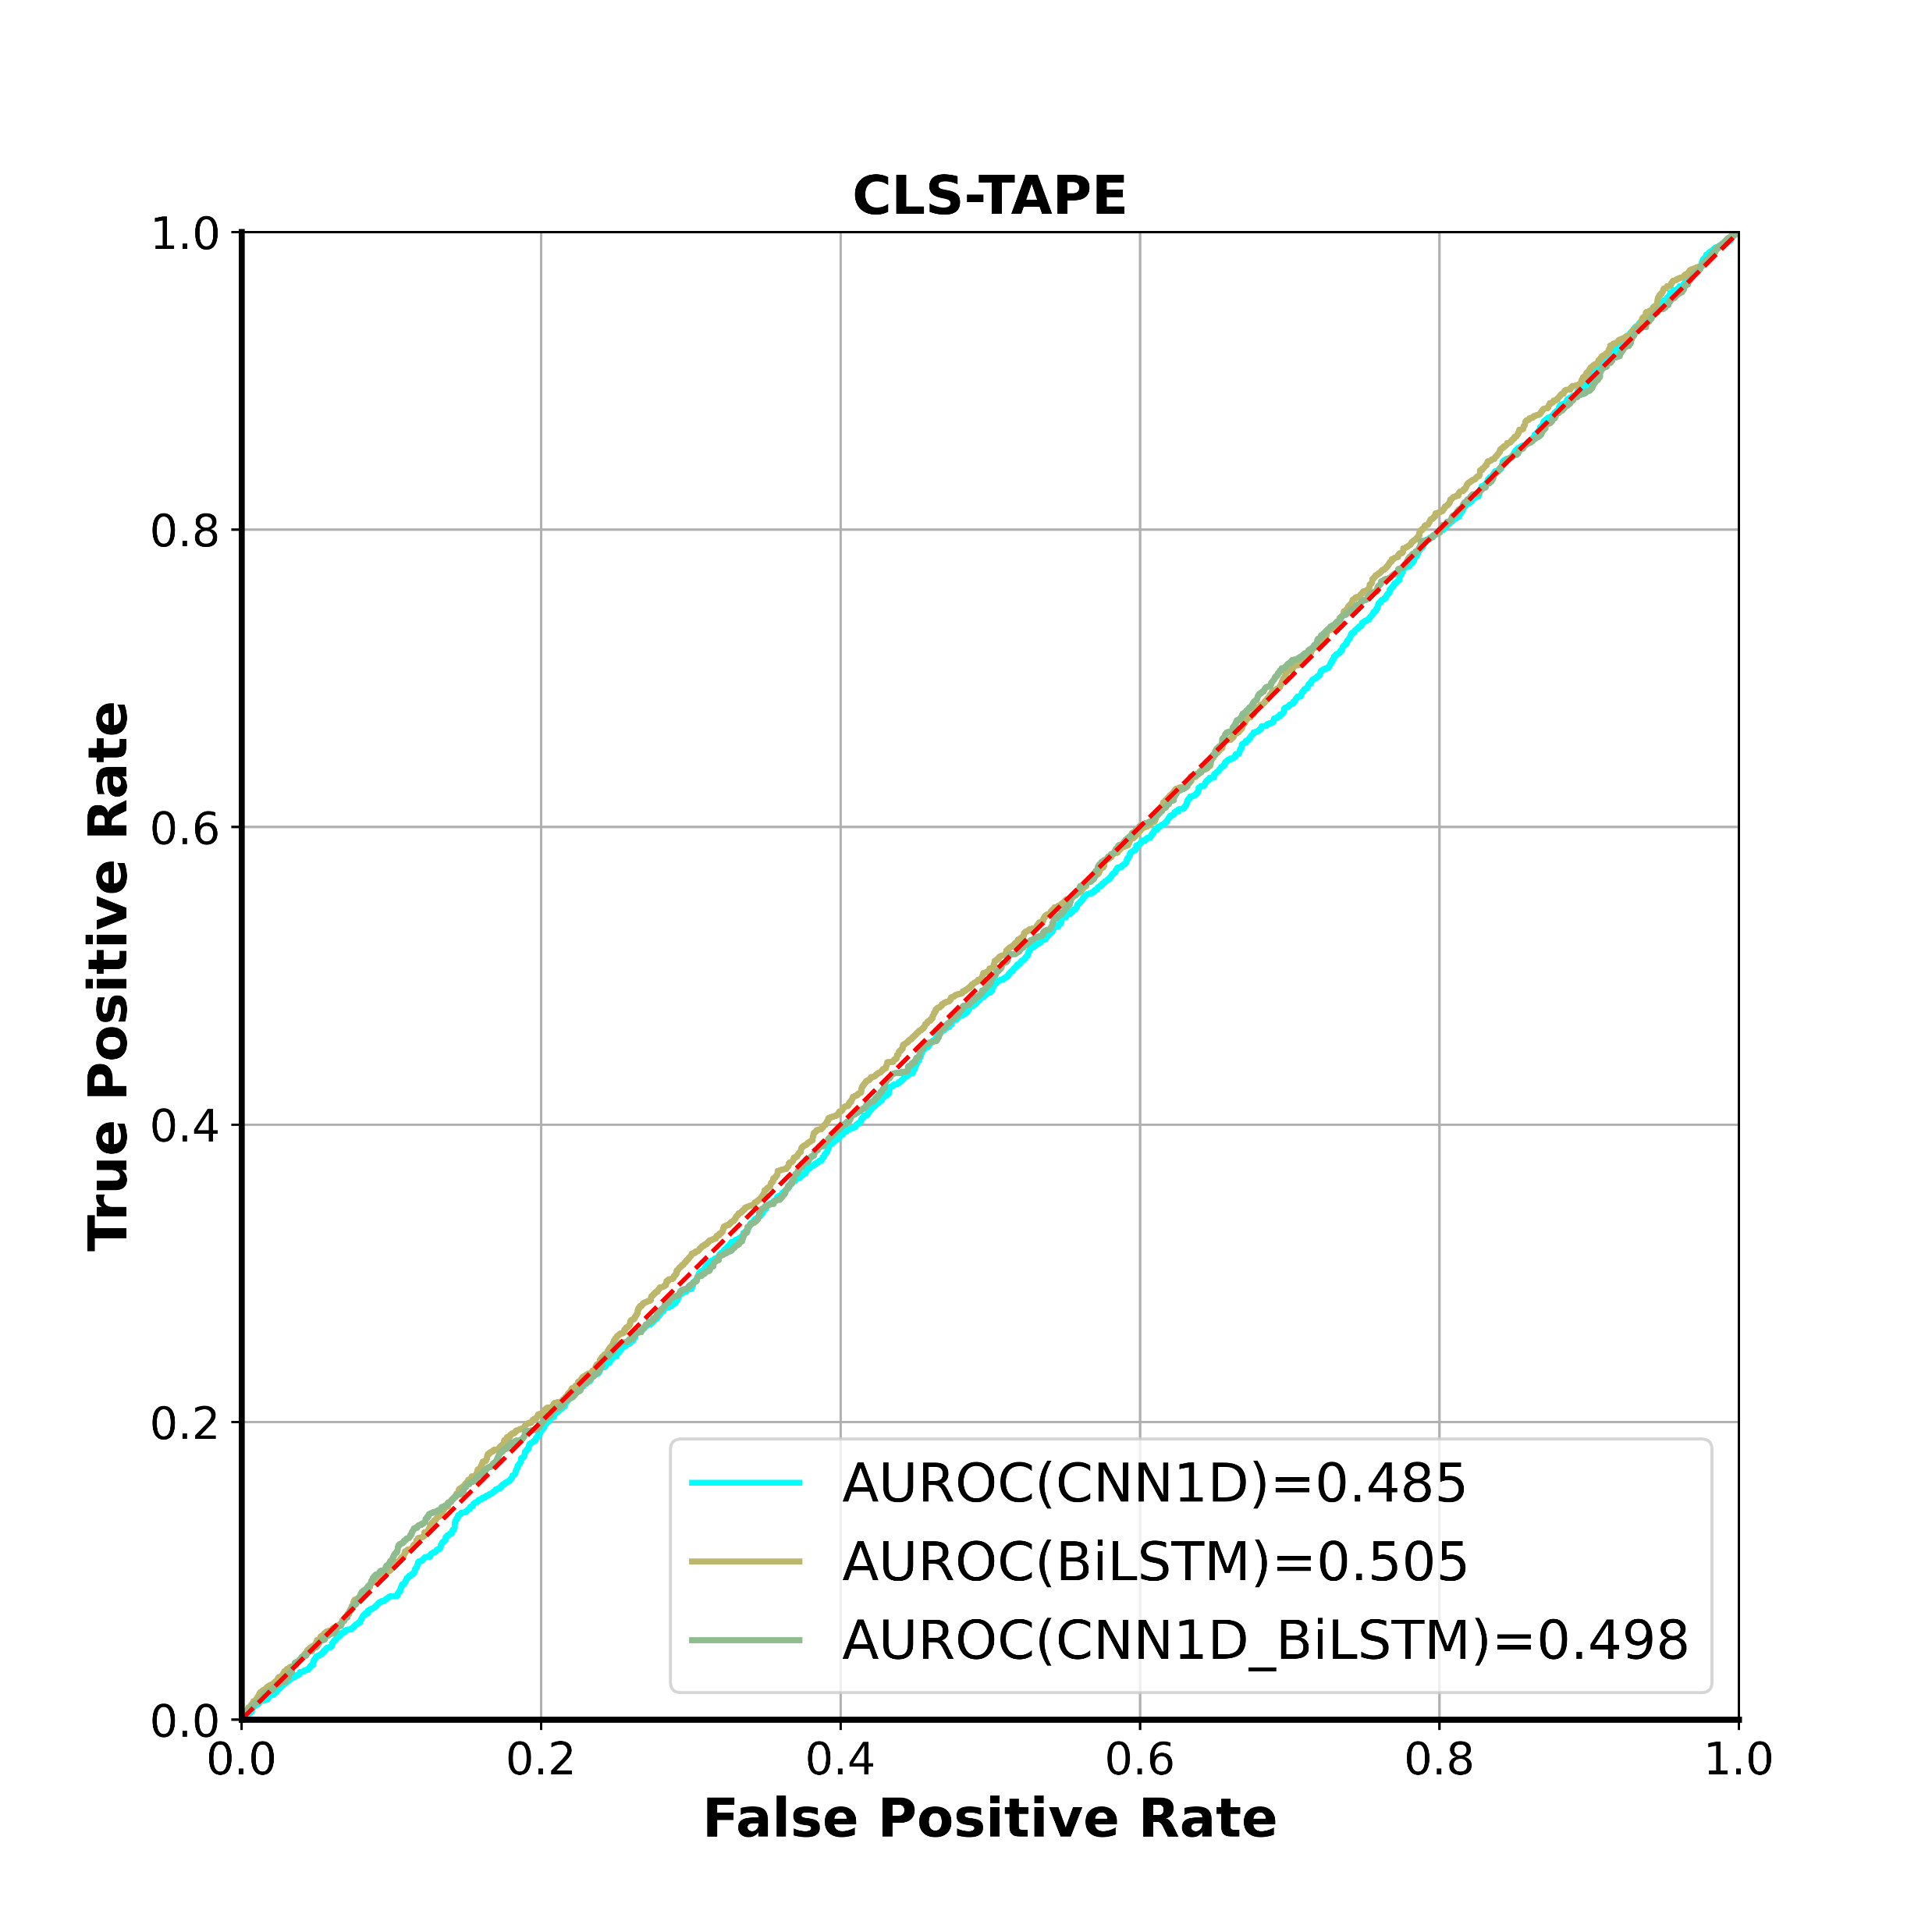 CLS-TAPE
1.0
0.8
0.6
0.4
0.2
0.0
True Positive Rate
AUROC(CNN1D)=0.485
AUROC(BiLSTM)=0.505
AUROC(CNN1D_BiLSTM)=0.498
0.0 0.2 0.4 0.6 0.8 1.0
False Positive Rate